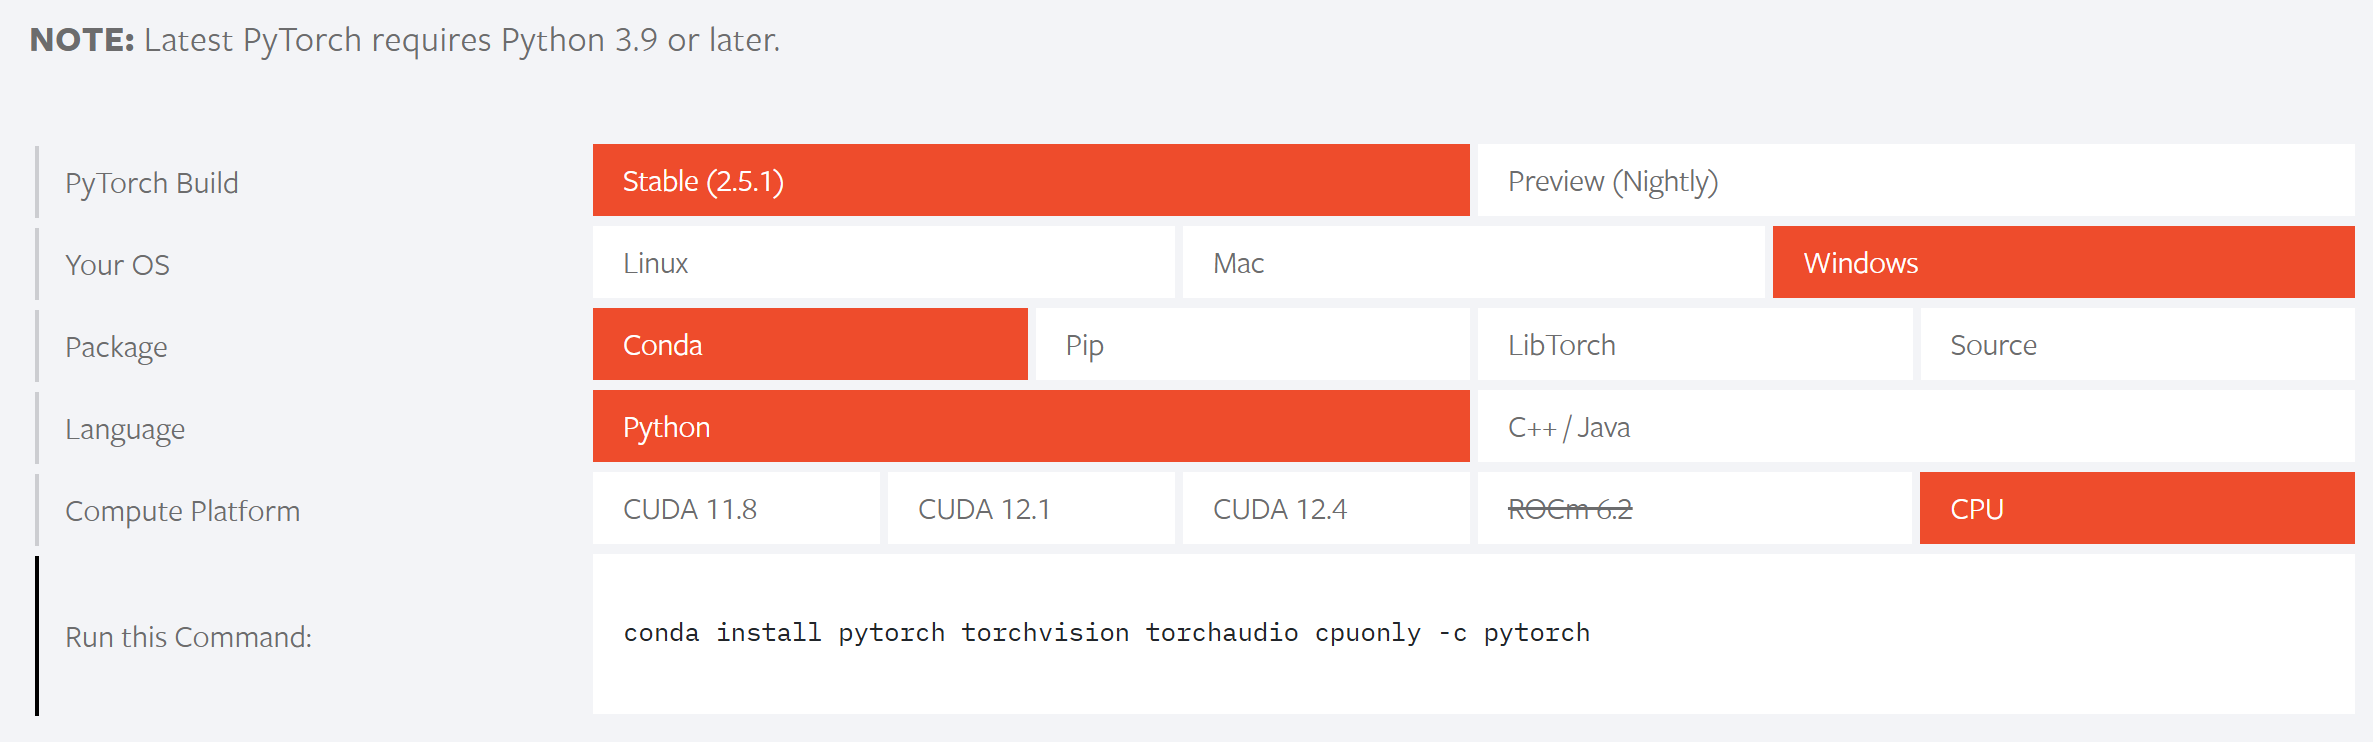 NOTE: Latest PyTorch requires Python 3.9 or later.
PyTorch Build Stable (2.5.1) Preview (Nightly)
Your OS Linux Mac Windows
Package Conda Pip LibTorch Source
Language Python C++ / Java
Compute Platform CUDA 11.8 CUDA 12.1 CUDA 12.4 ROCm 6.2 CPU
Run this Command: conda install pytorch torchvision torchaudio cpuonly -c pytorch